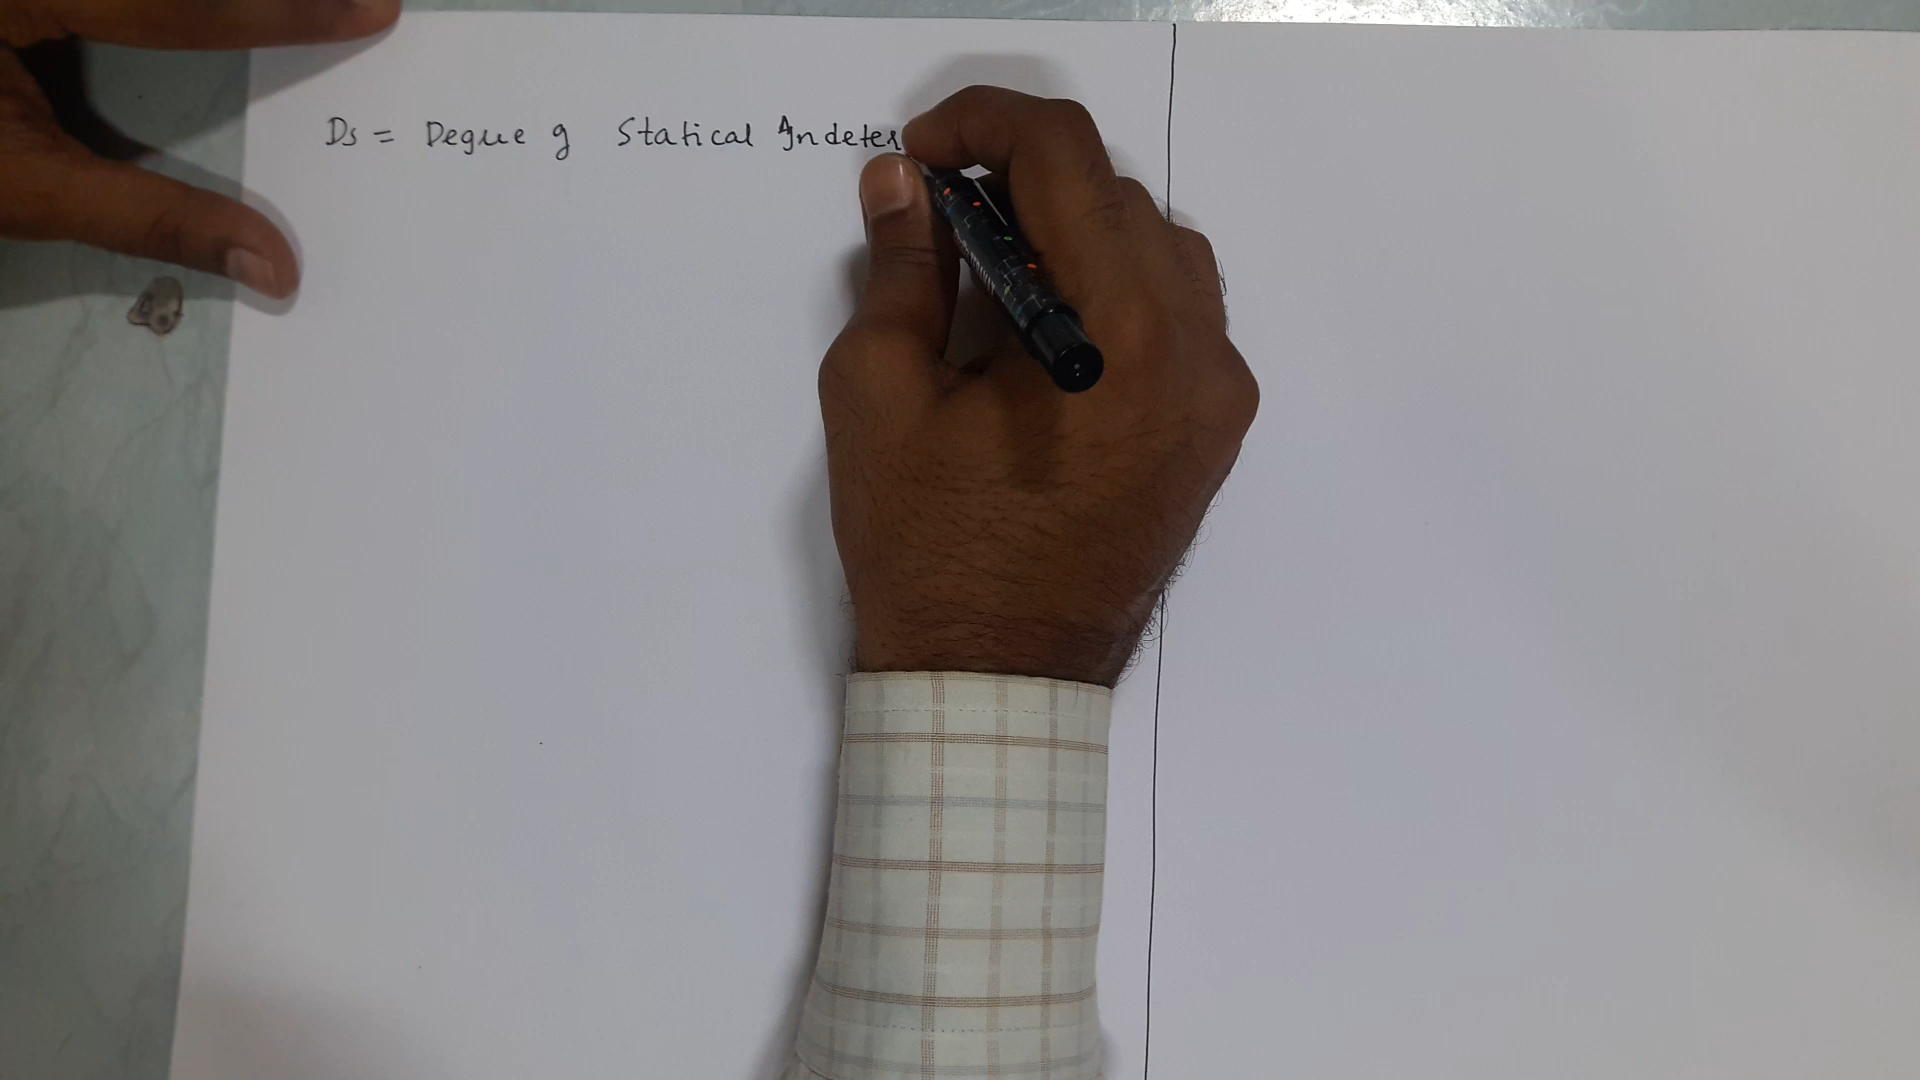 Ds = Degree of Statical Indeter